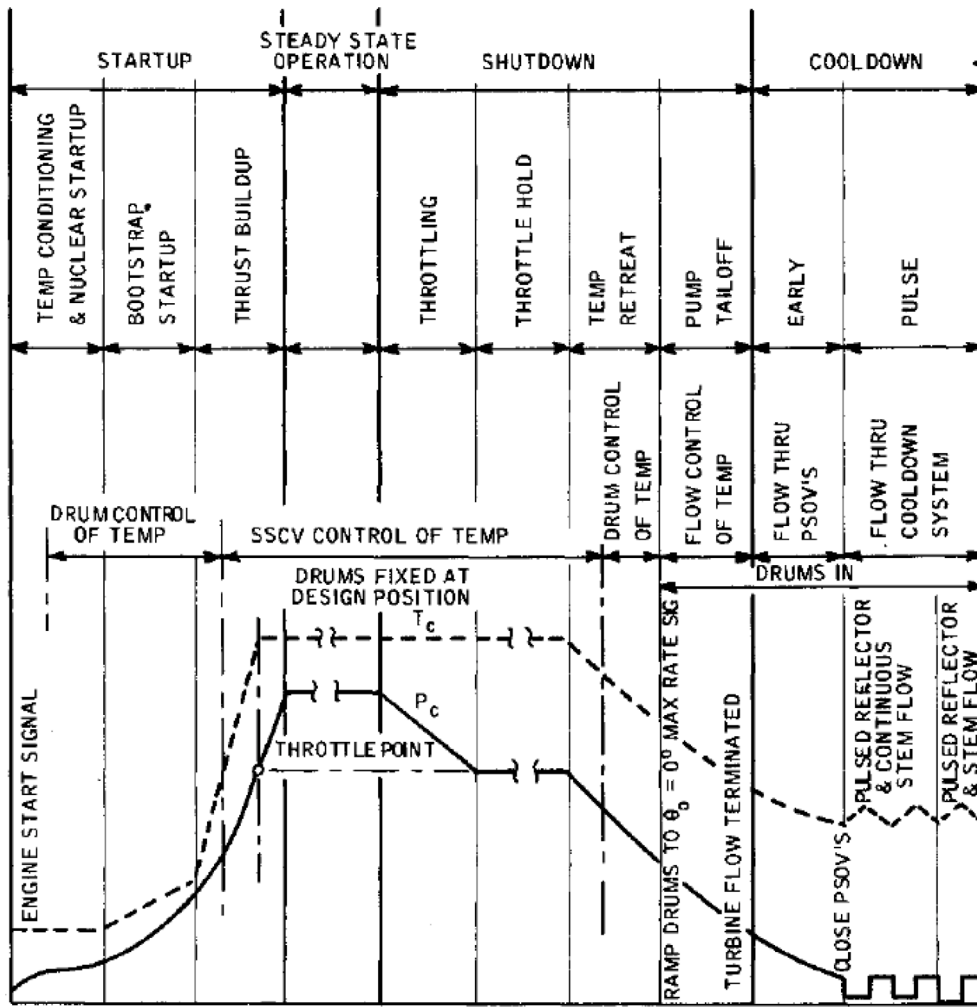 STARTUP
STEADY STATE
OPERATION
SHUTDOWN
COOLDOWN
TEMP CONDITIONING
& NUCLEAR STARTUP
BOOTSTRAP
STARTUP
THRUST BUILDUP
THROTTLING
THROTTLE HOLD
TEMP
RETREAT
PUMP
TAILOFF
EARLY
PULSE
DRUM CONTROL
OF TEMP
SSCV CONTROL OF TEMP
DRUM CONTROL
OF TEMP
FLOW CONTROL
OF TEMP
FLOW THRU
PSOV'S
FLOW THRU
COOLDOWN
SYSTEM
DRUMS FIXED AT
DESIGN POSITION
DRUMS IN
Tc
Pc
THROTTLE POINT
ENGINE START SIGNAL
RAMP DRUMS TO θD = 0° MAX RATE SIG
TURBINE FLOW TERMINATED
CLOSE PSOV'S
PULSED REFLECTOR
& CONTINUOUS
STEM FLOW
PULSED REFLECTOR
& STEM FLOW